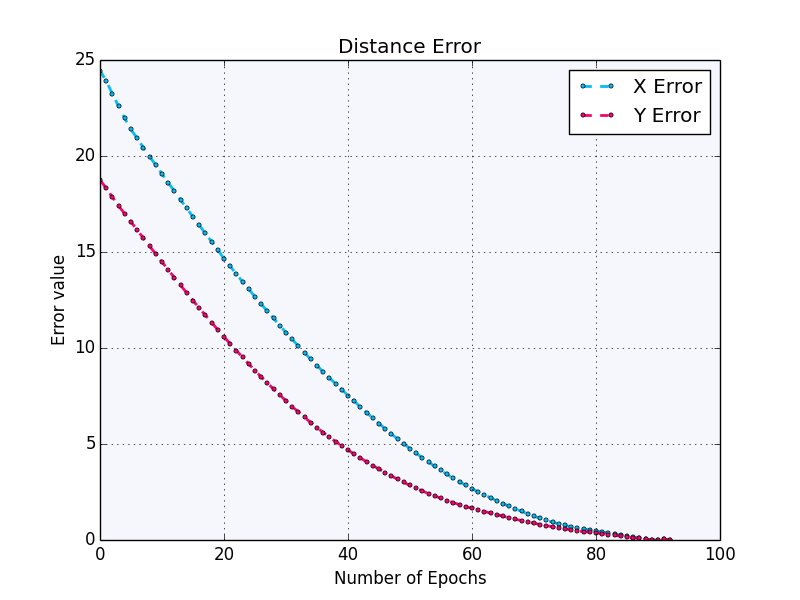 Distance Error
X Error
Y Error
Error value
25
20
15
10
5
0
0 20 40 60 80 100
Number of Epochs